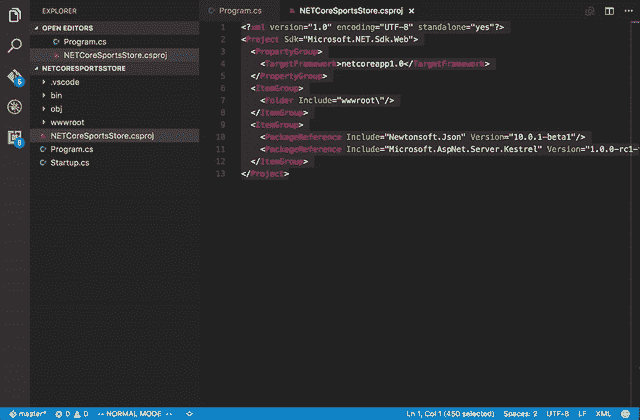 EXPLORER
OPEN EDITORS
Program.cs
NETCoreSportsStore.csproj
NETCORESPORTSSTORE
.vscode
bin
obj
wwwroot
NETCoreSportsStore.csproj
Program.cs
Startup.cs
6
8
Program.cs NETCoreSportsStore.csproj
1 <?xml version="1.0" encoding="UTF-8" standalone="yes"?>
2 <Project Sdk="Microsoft.NET.Sdk.Web">
3 <PropertyGroup>
4 <TargetFramework>netcoreapp1.0</TargetFramework>
5 </PropertyGroup>
6 <ItemGroup>
7 <Folder Include="wwwroot\"/>
8 </ItemGroup>
9 <ItemGroup>
10 <PackageReference Include="Newtonsoft.Json" Version="10.0.1-beta1"/>
11 <PackageReference Include="Microsoft.AspNet.Server.Kestrel" Version="1.0.0-rc1-
12 </ItemGroup>
13 </Project>
master* 0 0 -- NORMAL MODE -- Ln 1, Col 1 (450 selected) Spaces: 2 UTF-8 LF XML